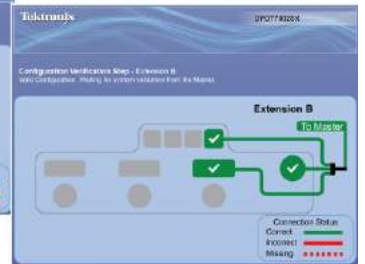 Tektronix
DPO77002SX
Configuration Verification Step - Extension B
Valid Configuration. Waiting for system validation from the Master.
Extension B
To Master
Connection Status
Correct
Incorrect
Missing